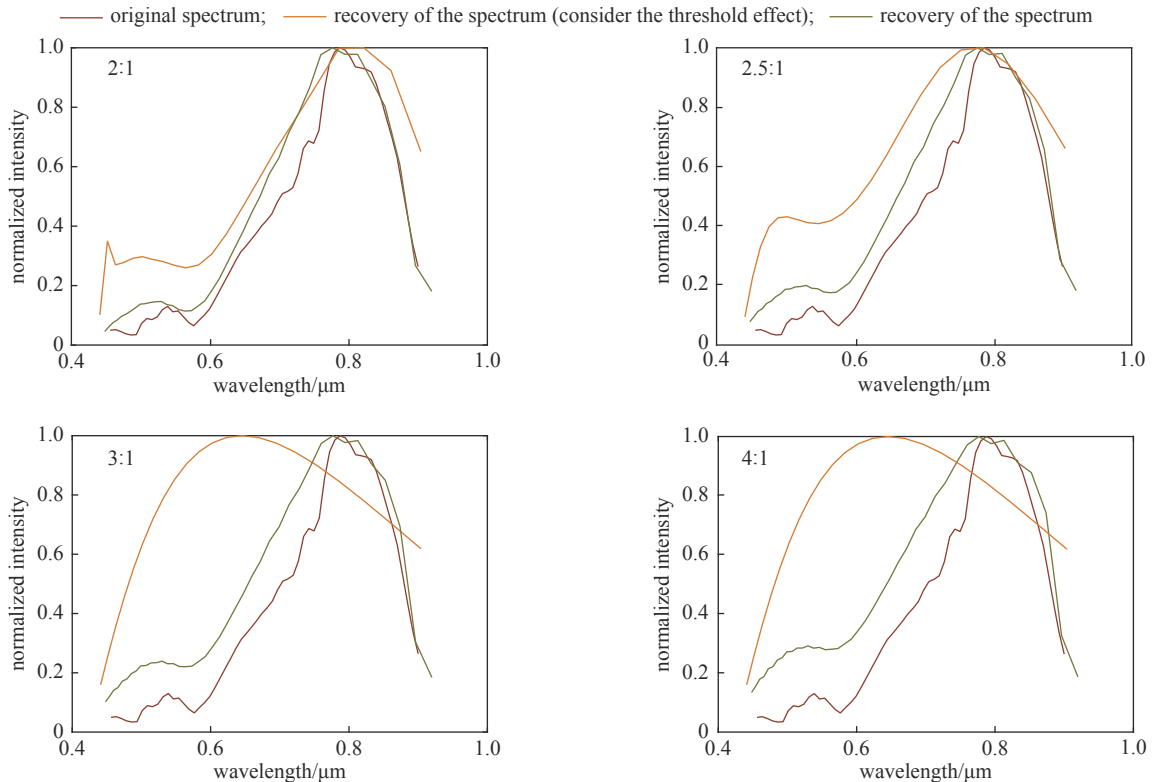 original spectrum; recovery of the spectrum (consider the threshold effect); recovery of the spectrum
2:1
1.0
0.8
0.6
0.4
0.2
0
normalized intensity
0.4 0.6 0.8 1.0
wavelength/μm
2.5:1
1.0
0.8
0.6
0.4
0.2
0
normalized intensity
0.4 0.6 0.8 1.0
wavelength/μm
3:1
1.0
0.8
0.6
0.4
0.2
0
normalized intensity
0.4 0.6 0.8 1.0
wavelength/μm
4:1
1.0
0.8
0.6
0.4
0.2
0
normalized intensity
0.4 0.6 0.8 1.0
wavelength/μm